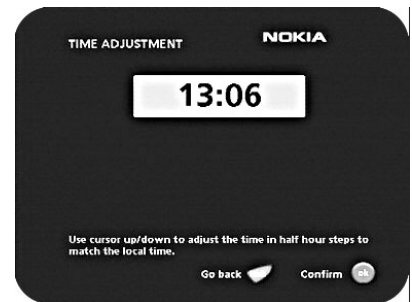 TIME ADJUSTMENT NOKIA
13:06
Use cursor up/down to adjust the time in half hour steps to
match the local time.
Go back Confirm ok